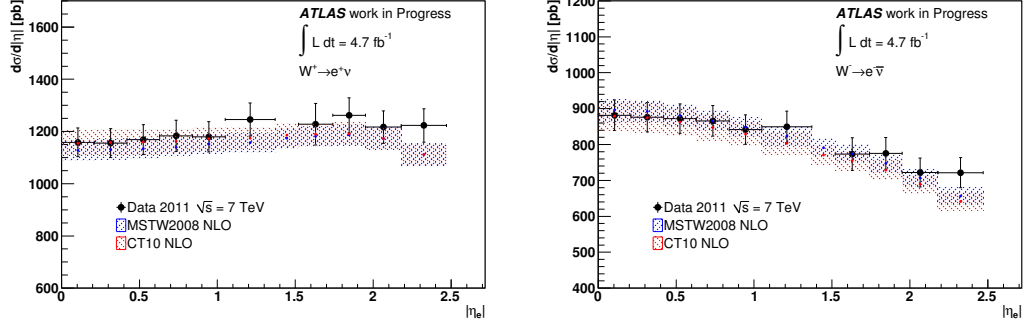 dσ/d|η| [pb]
1600
1400
1200
1000
800
600
ATLAS work in Progress
∫ L dt = 4.7 fb⁻¹
W⁺→e⁺ν
Data 2011 √s = 7 TeV
MSTW2008 NLO
CT10 NLO
0 0.5 1 1.5 2 2.5
|ηe|
dσ/d|η| [pb]
1200
1100
1000
900
800
700
600
500
400
ATLAS work in Progress
∫ L dt = 4.7 fb⁻¹
W⁻→e⁻ν̅
Data 2011 √s = 7 TeV
MSTW2008 NLO
CT10 NLO
0 0.5 1 1.5 2 2.5
|ηe|